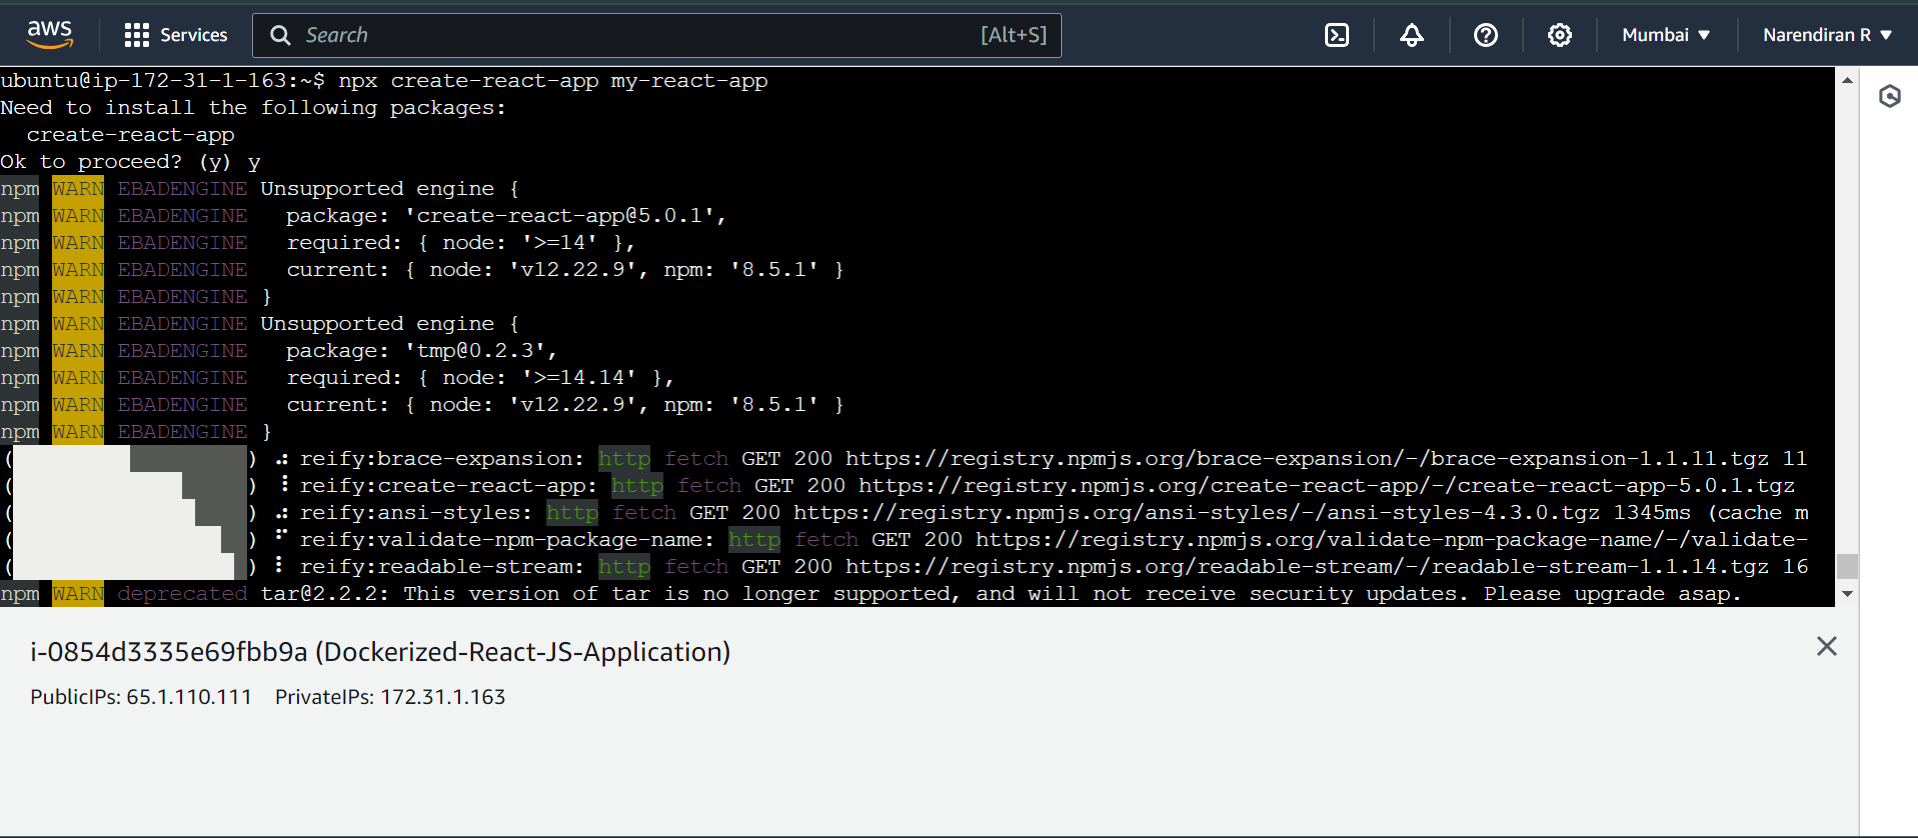 aws Services Search [Alt+S] Mumbai ▼ Narendiran R ▼
ubuntu@ip-172-31-1-163:~$ npx create-react-app my-react-app
Need to install the following packages:
  create-react-app
Ok to proceed? (y) y
npm WARN EBADENGINE Unsupported engine {
npm WARN EBADENGINE   package: 'create-react-app@5.0.1',
npm WARN EBADENGINE   required: { node: '>=14' },
npm WARN EBADENGINE   current: { node: 'v12.22.9', npm: '8.5.1' }
npm WARN EBADENGINE }
npm WARN EBADENGINE Unsupported engine {
npm WARN EBADENGINE   package: 'tmp@0.2.3',
npm WARN EBADENGINE   required: { node: '>=14.14' },
npm WARN EBADENGINE   current: { node: 'v12.22.9', npm: '8.5.1' }
npm WARN EBADENGINE }
( ) ⠴ reify:brace-expansion: http fetch GET 200 https://registry.npmjs.org/brace-expansion/-/brace-expansion-1.1.11.tgz 11
( ) ⠸ reify:create-react-app: http fetch GET 200 https://registry.npmjs.org/create-react-app/-/create-react-app-5.0.1.tgz
( ) ⠴ reify:ansi-styles: http fetch GET 200 https://registry.npmjs.org/ansi-styles/-/ansi-styles-4.3.0.tgz 1345ms (cache m
( ) ⠋ reify:validate-npm-package-name: http fetch GET 200 https://registry.npmjs.org/validate-npm-package-name/-/validate-
( ) ⠸ reify:readable-stream: http fetch GET 200 https://registry.npmjs.org/readable-stream/-/readable-stream-1.1.14.tgz 16
npm WARN deprecated tar@2.2.2: This version of tar is no longer supported, and will not receive security updates. Please upgrade asap.
i-0854d3335e69fbb9a (Dockerized-React-JS-Application)
PublicIPs: 65.1.110.111 PrivateIPs: 172.31.1.163